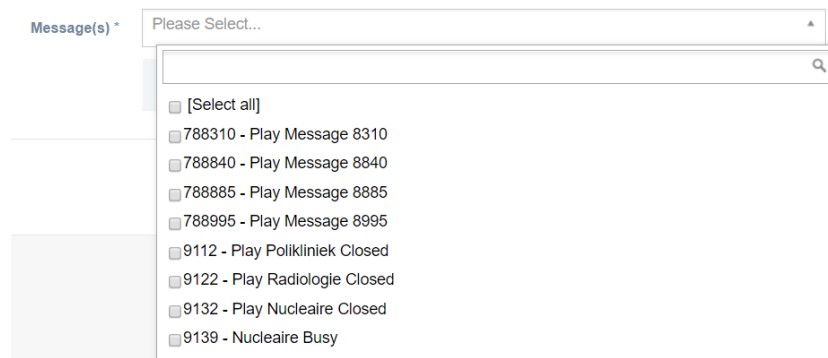 Message(s) *
Please Select...
[Select all]
788310 - Play Message 8310
788840 - Play Message 8840
788885 - Play Message 8885
788995 - Play Message 8995
9112 - Play Polikliniek Closed
9122 - Play Radiologie Closed
9132 - Play Nucleaire Closed
9139 - Nucleaire Busy